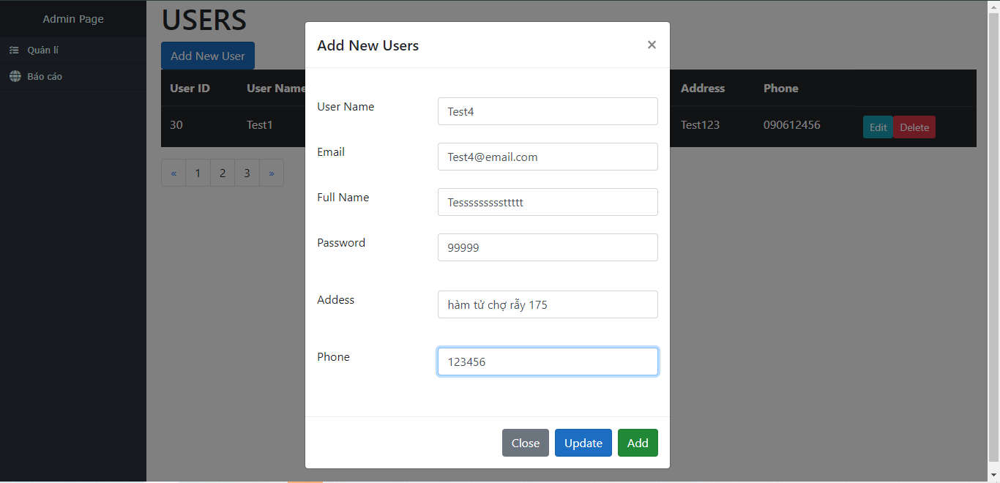 Admin Page
Quản lí
Báo cáo
USERS
Add New User
User ID User Name Address Phone
30 Test1 Test123 090612456 Edit Delete
« 1 2 3 »
Add New Users ×
User Name Test4
Email Test4@email.com
Full Name Tesssssssssttttt
Password 99999
Addess hàm tử chợ rẫy 175
Phone 123456
Close Update Add